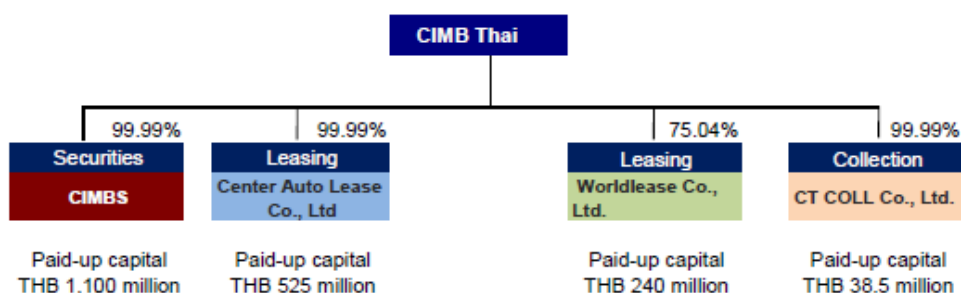 CIMB Thai
99.99%
99.99%
75.04%
99.99%
Securities
CIMBS
Paid-up capital
THB 1,100 million
Leasing
Center Auto Lease
Co., Ltd
Paid-up capital
THB 525 million
Leasing
Worldlease Co.,
Ltd.
Paid-up capital
THB 240 million
Collection
CT COLL Co., Ltd.
Paid-up capital
THB 38.5 million